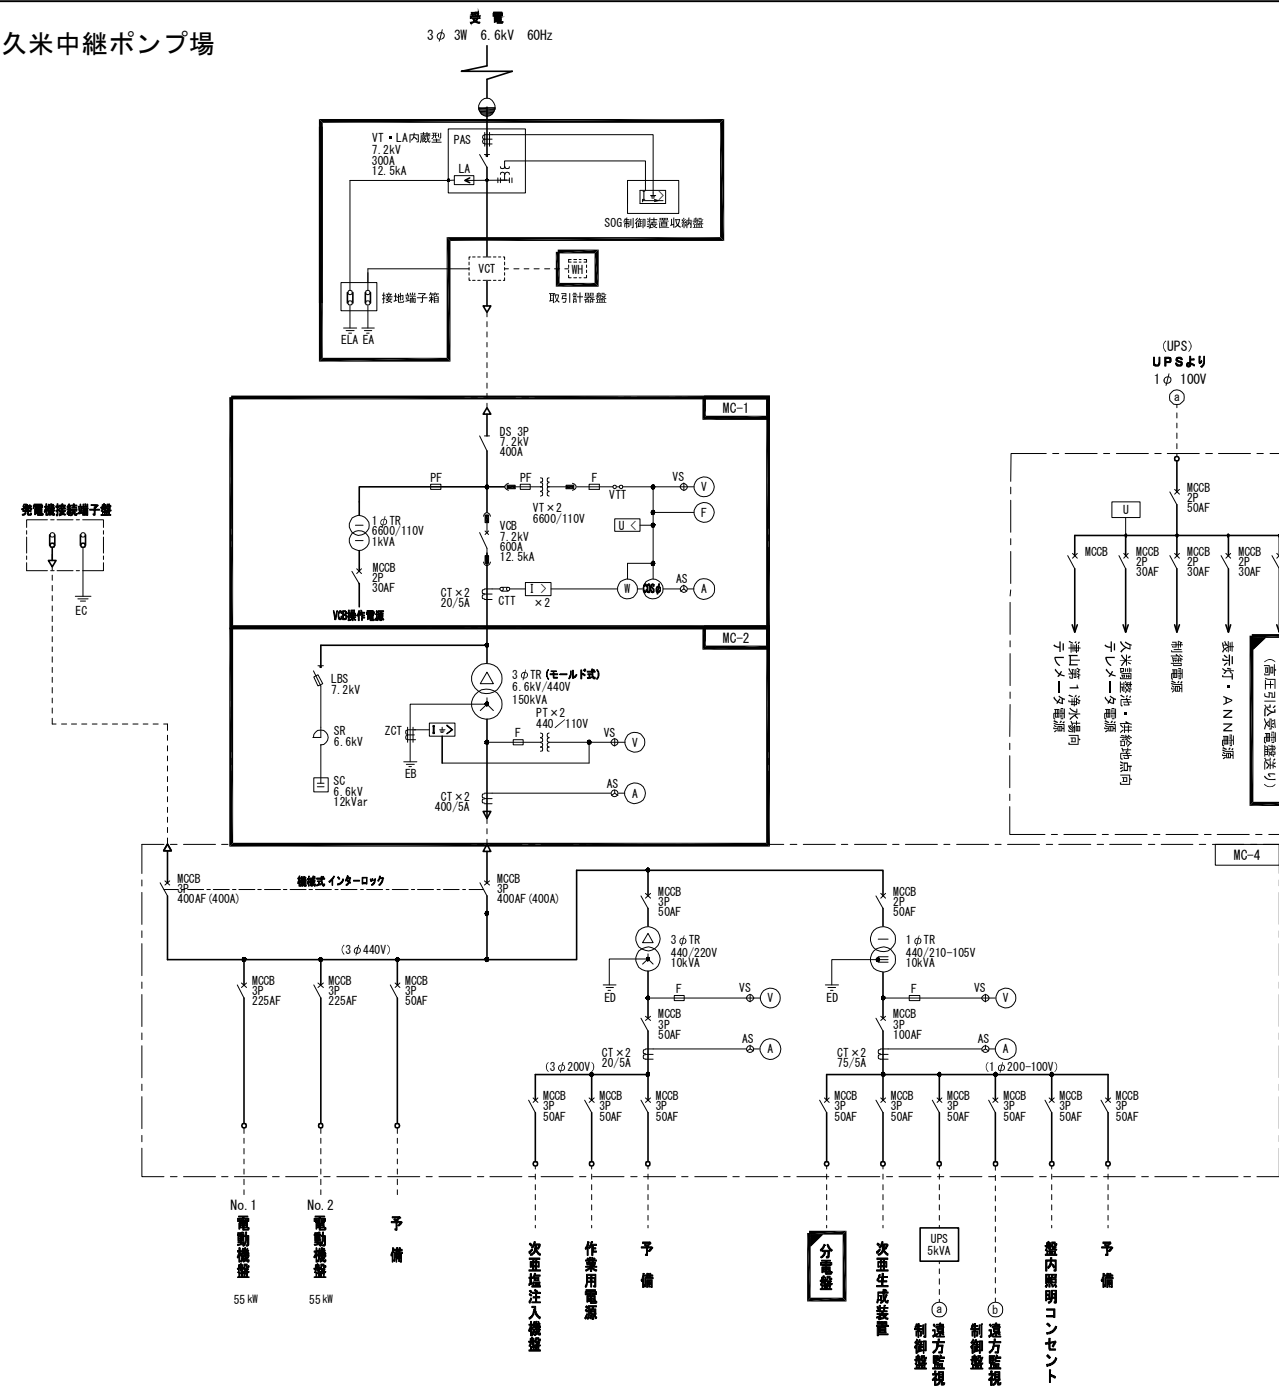 久米中継ポンプ場
受 電
3φ 3W 6.6kV 60Hz
VT・LA内蔵型
7.2kV
300A
12.5kA
PAS
LA
I ⏚ >
SOG制御装置収納盤
VCT
WH
取引計器盤
接地端子箱
ELA EA
(UPS)
UPSより
1φ 100V
a
MC-1
DS 3P
7.2kV
400A
PF
PF
F
VTT
VS
V
F
VT×2
6600/110V
U <
1φTR
6600/110V
1kVA
VCB
7.2kV
600A
12.5kA
MCCB
2P
30AF
VCB操作電源
CT×2
20/5A
CTT
I >
×2
W
COSφ
AS
A
発電機接続端子盤
EC
MC-2
LBS
7.2kV
SR
6.6kV
SC
6.6kV
12kVar
3φTR (モールド式)
6.6kV/440V
150kVA
ZCT
I ⏚ >
EB
PT×2
440/110V
F
VS
V
CT×2
400/5A
AS
A
MCCB
2P
50AF
U
MCCB
MCCB
2P
30AF
MCCB
2P
30AF
MCCB
2P
30AF
津山第1浄水場向
テレメータ電源
久米調整池・供給地点向
テレメータ電源
制御電源
表示灯・ANN電源
(高圧引込受電盤送り)
MC-4
MCCB
3P
400AF(400A)
機械式 インターロック
MCCB
3P
400AF(400A)
(3φ440V)
MCCB
3P
225AF
MCCB
3P
225AF
MCCB
3P
50AF
MCCB
3P
50AF
3φTR
440/220V
10kVA
ED
F
VS
V
MCCB
3P
50AF
CT×2
20/5A
AS
A
(3φ200V)
MCCB
3P
50AF
MCCB
3P
50AF
MCCB
3P
50AF
MCCB
2P
50AF
1φTR
440/210-105V
10kVA
ED
F
VS
V
MCCB
3P
100AF
CT×2
75/5A
AS
A
(1φ200-100V)
MCCB
3P
50AF
MCCB
3P
50AF
MCCB
3P
50AF
MCCB
3P
50AF
MCCB
3P
50AF
MCCB
3P
50AF
No.1
電動機盤
55kW
No.2
電動機盤
55kW
予 備
次亜塩注入機盤
作業用電源
予 備
分電盤
次亜生成装置
UPS
5kVA
a
遠方監視
制御盤
b
遠方監視
制御盤
盤内照明コンセント
予 備